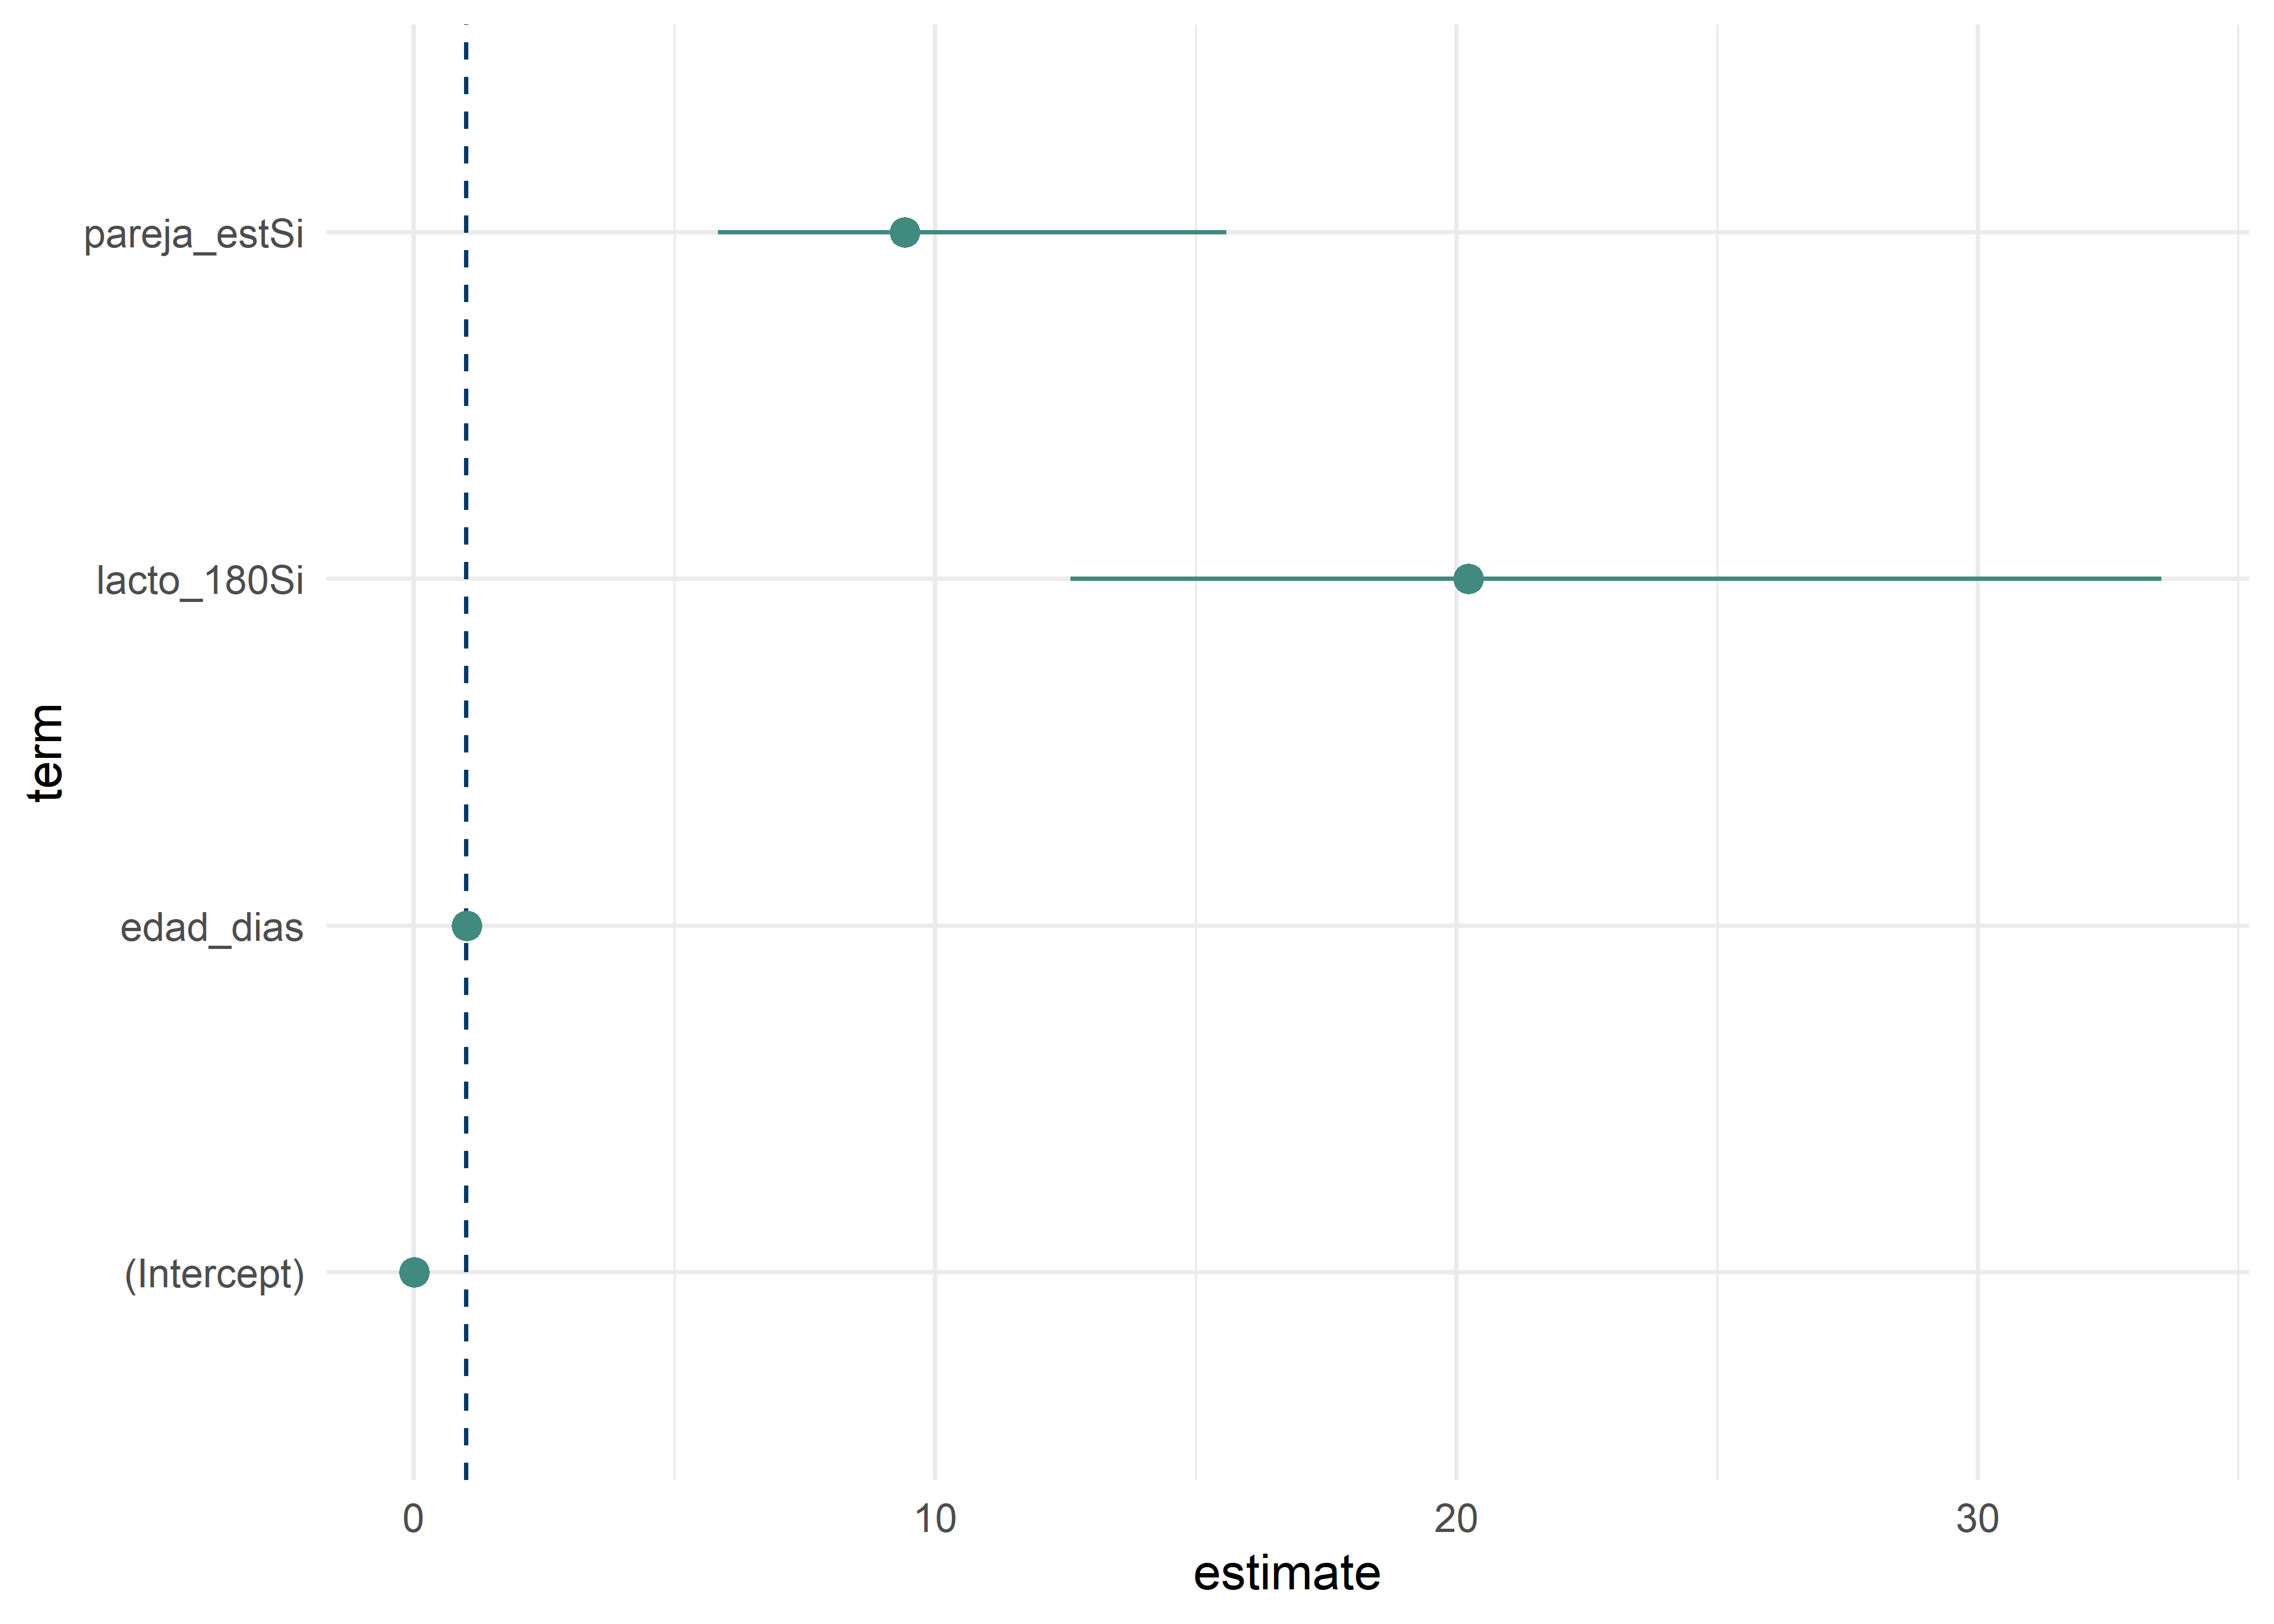 pareja_estSi
lacto_180Si
term
edad_dias
(Intercept)
0 10 20 30
estimate